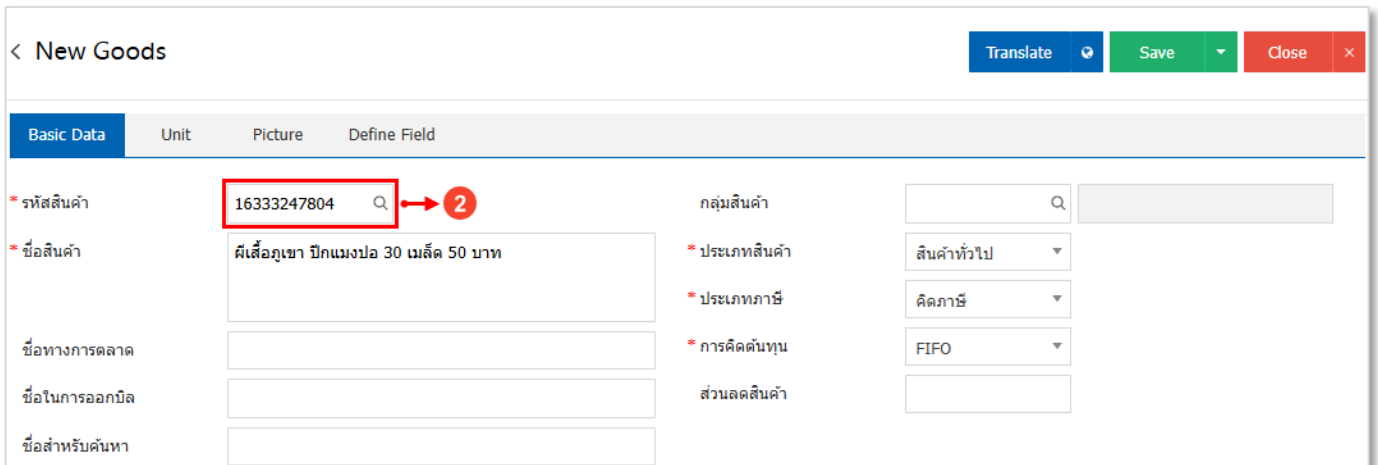 < New Goods
Translate Save Close ×
Basic Data Unit Picture Define Field
* รหัสสินค้า 16333247804 2 กลุ่มสินค้า
* ชื่อสินค้า ผีเสื้อภูเขา ปีกแมงปอ 30 เมล็ด 50 บาท * ประเภทสินค้า สินค้าทั่วไป
* ประเภทภาษี คิดภาษี
ชื่อทางการตลาด * การคิดต้นทุน FIFO
ชื่อในการออกบิล ส่วนลดสินค้า
ชื่อสำหรับค้นหา